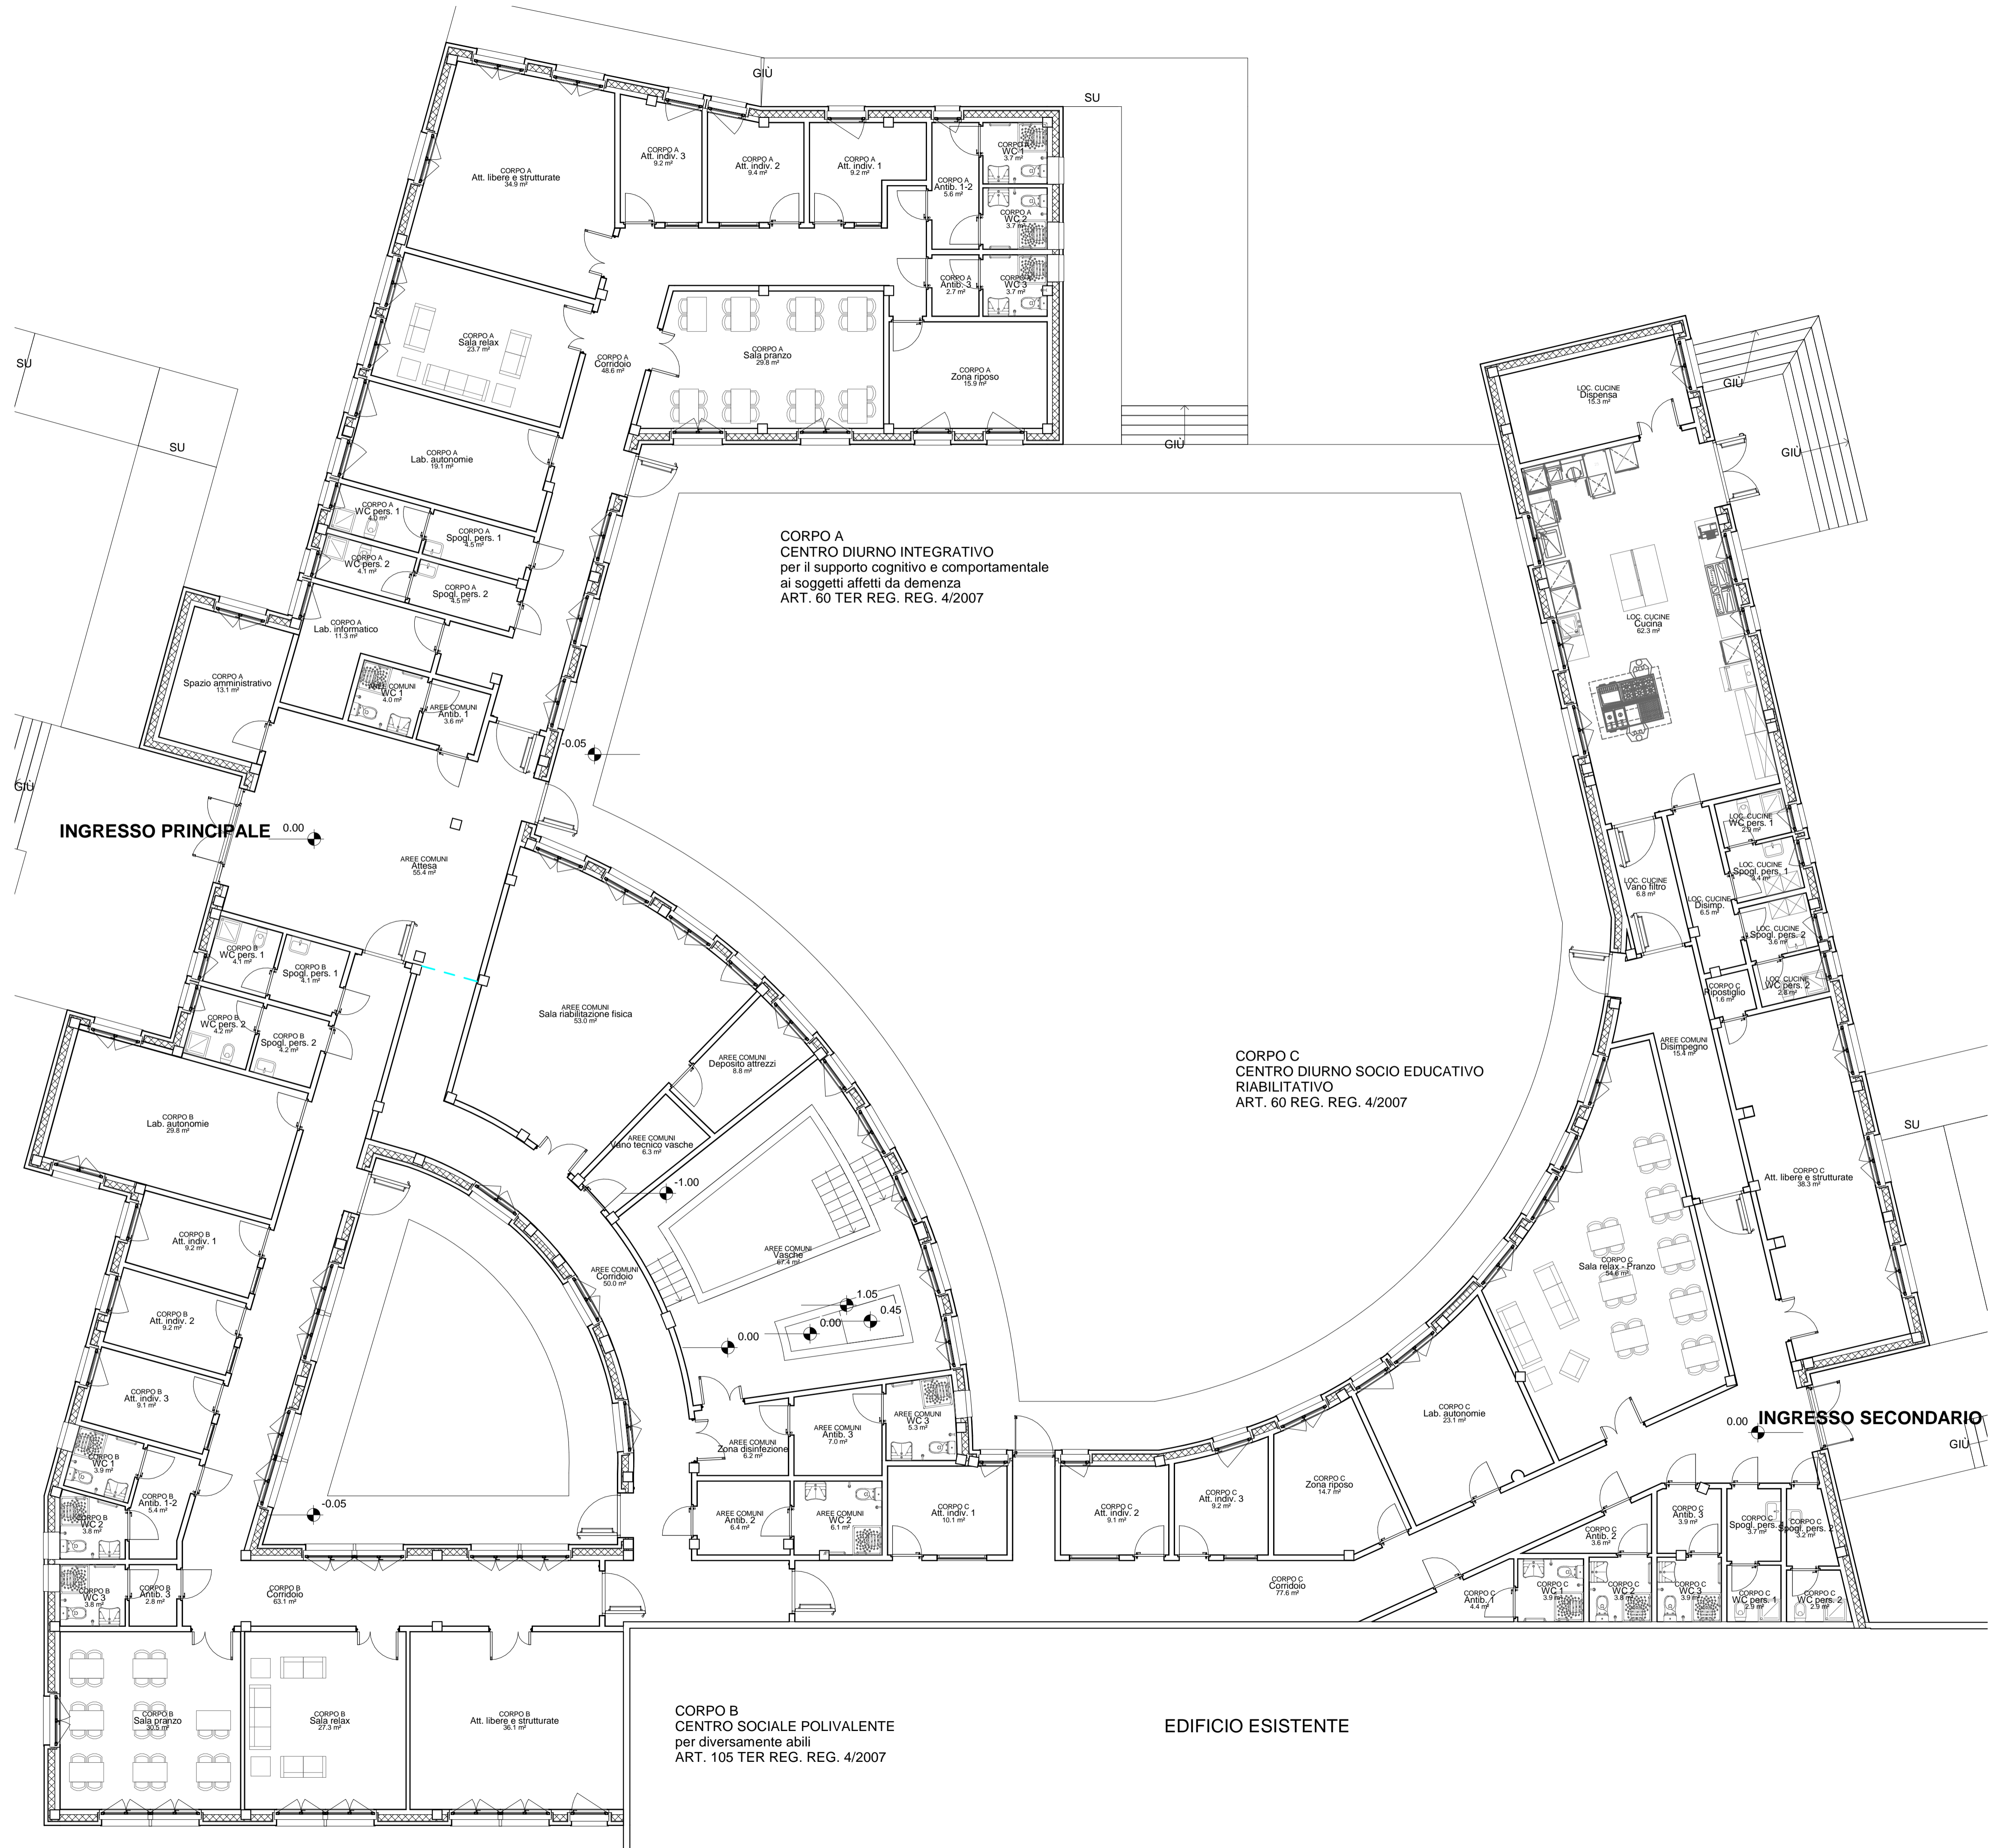 GIÙ
SU
CORPO A
Att. libere e strutturate
34.9 m²
CORPO A
Att. indiv. 3
9.2 m²
CORPO A
Att. indiv. 2
9.4 m²
CORPO A
Att. indiv. 1
9.2 m²
CORPO A
WC 1
3.7 m²
CORPO A
Antib. 1-2
5.6 m²
CORPO A
WC 2
3.7 m²
CORPO A
Antib. 3
2.7 m²
CORPO A
WC 3
3.7 m²
CORPO A
Sala relax
23.7 m²
CORPO A
Corridoio
48.6 m²
CORPO A
Sala pranzo
29.8 m²
CORPO A
Zona riposo
15.9 m²
SU
SU
GIÙ
CORPO A
Lab. autonomie
19.1 m²
CORPO A
WC pers. 1
4.0 m²
CORPO A
Spogl. pers. 1
4.5 m²
CORPO A
WC pers. 2
4.1 m²
CORPO A
Spogl. pers. 2
4.5 m²
CORPO A
Lab. informatico
11.3 m²
CORPO A
Spazio amministrativo
13.1 m²
AREE COMUNI
WC 1
4.0 m²
AREE COMUNI
Antib. 1
3.6 m²
-0.05
GIÙ
INGRESSO PRINCIPALE
0.00
AREE COMUNI
Attesa
55.4 m²
CORPO A
CENTRO DIURNO INTEGRATIVO
per il supporto cognitivo e comportamentale
ai soggetti affetti da demenza
ART. 60 TER REG. REG. 4/2007
LOC. CUCINE
Dispensa
15.3 m²
GIÙ
GIÙ
LOC. CUCINE
Cucina
62.3 m²
LOC. CUCINE
WC pers. 1
2.9 m²
LOC. CUCINE
Spogl. pers. 1
3.4 m²
LOC. CUCINE
Vano filtro
6.8 m²
LOC. CUCINE
Disimp.
6.5 m²
LOC. CUCINE
Spogl. pers. 2
3.6 m²
LOC. CUCINE
WC pers. 2
2.8 m²
CORPO C
Ripostiglio
1.6 m²
AREE COMUNI
Disimpegno
15.4 m²
CORPO B
WC pers. 1
4.1 m²
CORPO B
Spogl. pers. 1
4.1 m²
CORPO B
WC pers. 2
4.2 m²
CORPO B
Spogl. pers. 2
4.2 m²
AREE COMUNI
Sala riabilitazione fisica
53.0 m²
AREE COMUNI
Deposito attrezzi
8.8 m²
CORPO C
CENTRO DIURNO SOCIO EDUCATIVO
RIABILITATIVO
ART. 60 REG. REG. 4/2007
CORPO B
Lab. autonomie
29.8 m²
AREE COMUNI
Vano tecnico vasche
6.3 m²
-1.00
SU
CORPO C
Att. libere e strutturate
38.3 m²
CORPO B
Att. indiv. 1
9.2 m²
AREE COMUNI
Vasche
67.4 m²
AREE COMUNI
Corridoio
50.0 m²
CORPO C
Sala relax - Pranzo
54.6 m²
CORPO B
Att. indiv. 2
9.2 m²
1.05
0.45
0.00
0.00
CORPO B
Att. indiv. 3
9.1 m²
CORPO C
Lab. autonomie
23.1 m²
0.00
INGRESSO SECONDARIO
GIÙ
AREE COMUNI
WC 3
5.3 m²
AREE COMUNI
Antib. 3
7.0 m²
AREE COMUNI
Zona disinfezione
6.2 m²
CORPO B
WC 1
3.9 m²
CORPO B
Antib. 1-2
5.4 m²
CORPO B
WC 2
3.8 m²
-0.05
AREE COMUNI
Antib. 2
6.4 m²
AREE COMUNI
WC 2
6.1 m²
CORPO C
Att. indiv. 1
10.1 m²
CORPO C
Att. indiv. 2
9.1 m²
CORPO C
Att. indiv. 3
9.2 m²
CORPO C
Zona riposo
14.7 m²
CORPO C
Antib. 2
3.6 m²
CORPO C
Antib. 3
3.9 m²
CORPO C
Spogl. pers.
3.7 m²
CORPO C
Spogl. pers. 2
3.2 m²
CORPO B
WC 3
3.8 m²
CORPO B
Antib. 3
2.8 m²
CORPO B
Corridoio
63.1 m²
CORPO C
Corridoio
77.6 m²
CORPO C
Antib. 1
4.4 m²
CORPO C
WC 1
3.9 m²
CORPO C
WC 2
3.8 m²
CORPO C
WC 3
3.9 m²
CORPO C
WC pers. 1
2.9 m²
CORPO C
WC pers. 2
2.9 m²
CORPO B
Sala pranzo
30.5 m²
CORPO B
Sala relax
27.3 m²
CORPO B
Att. libere e strutturate
36.1 m²
CORPO B
CENTRO SOCIALE POLIVALENTE
per diversamente abili
ART. 105 TER REG. REG. 4/2007
EDIFICIO ESISTENTE